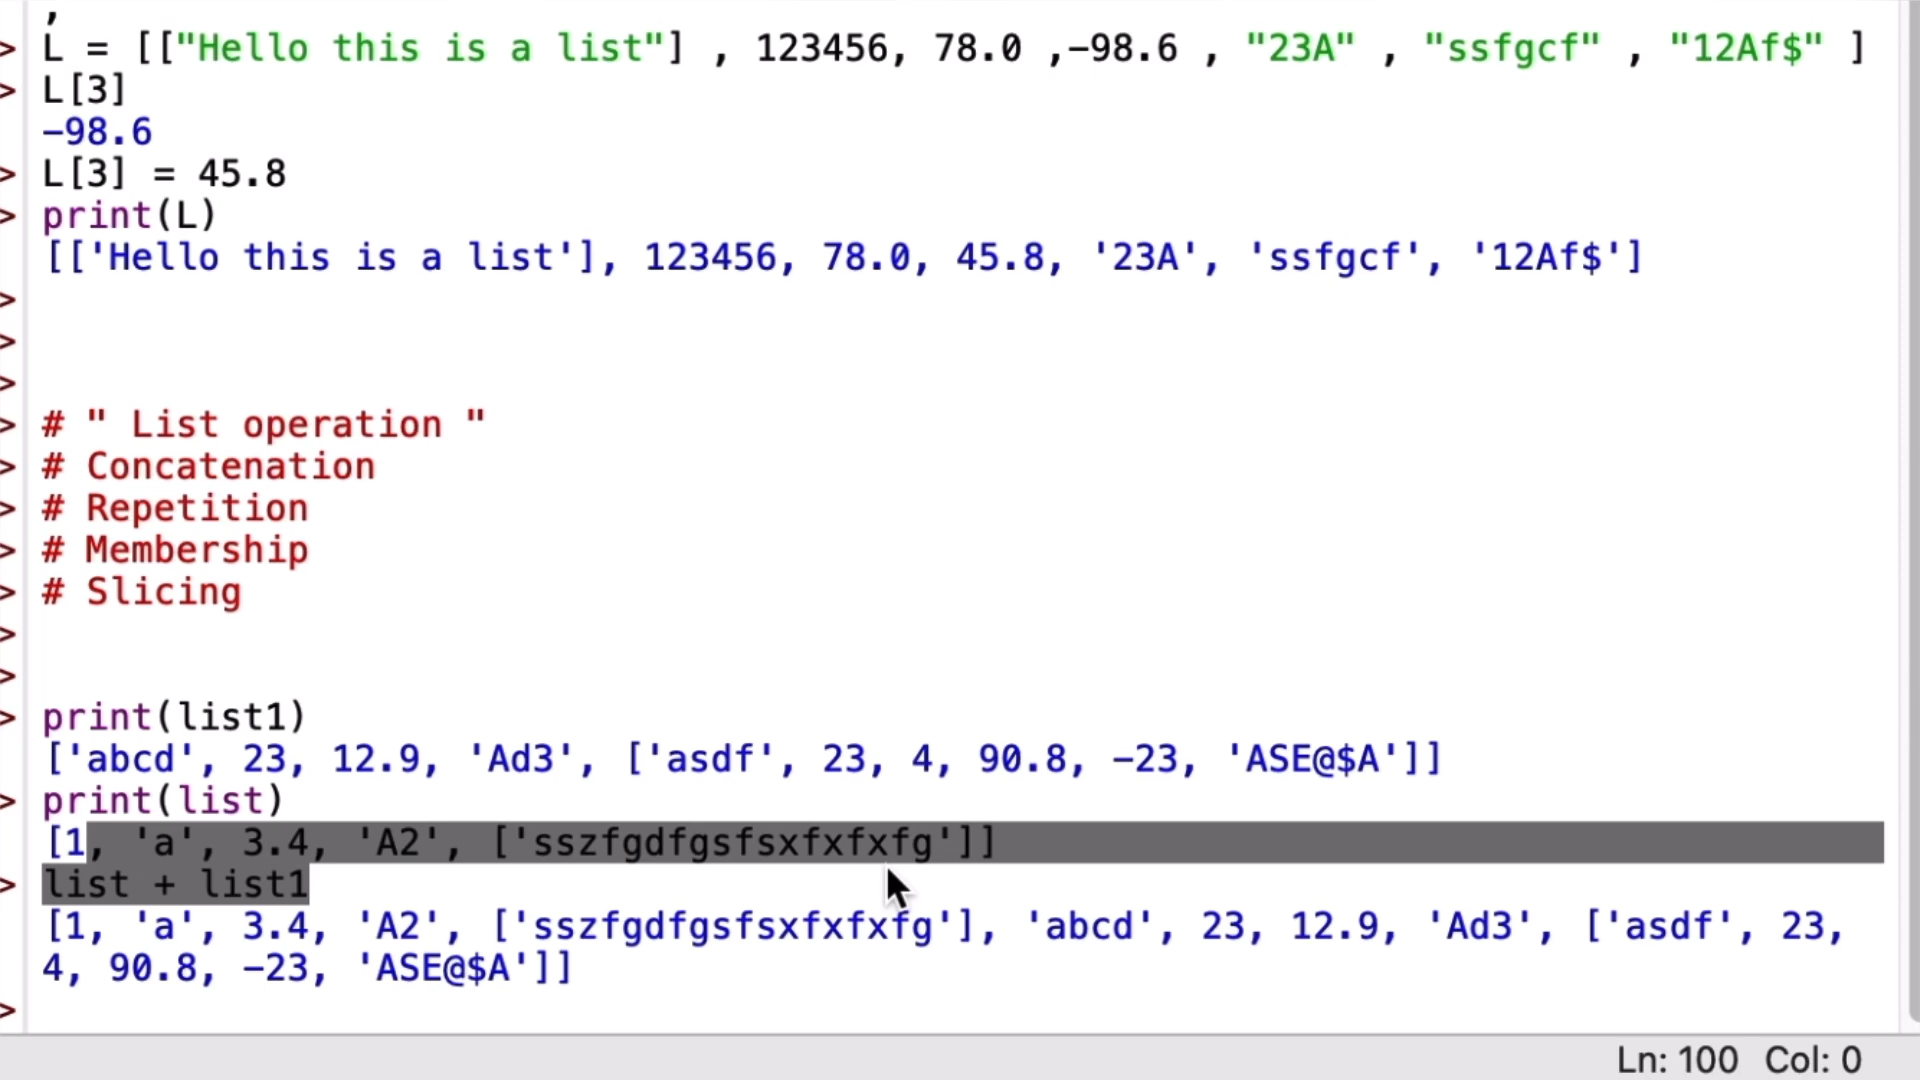 ,
> L = [["Hello this is a list"] , 123456, 78.0 ,-98.6 , "23A" , "ssfgcf" , "12Af$" ]
> L[3]
-98.6
> L[3] = 45.8
> print(L)
[['Hello this is a list'], 123456, 78.0, 45.8, '23A', 'ssfgcf', '12Af$']
>
>
>
> # " List operation "
> # Concatenation
> # Repetition
> # Membership
> # Slicing
>
>
> print(list1)
['abcd', 23, 12.9, 'Ad3', ['asdf', 23, 4, 90.8, -23, 'ASE@$A']]
> print(list)
[1, 'a', 3.4, 'A2', ['sszfgdfgsfsxfxfxfg']]
> list + list1
[1, 'a', 3.4, 'A2', ['sszfgdfgsfsxfxfxfg'], 'abcd', 23, 12.9, 'Ad3', ['asdf', 23,
4, 90.8, -23, 'ASE@$A']]
>
Ln: 100 Col: 0